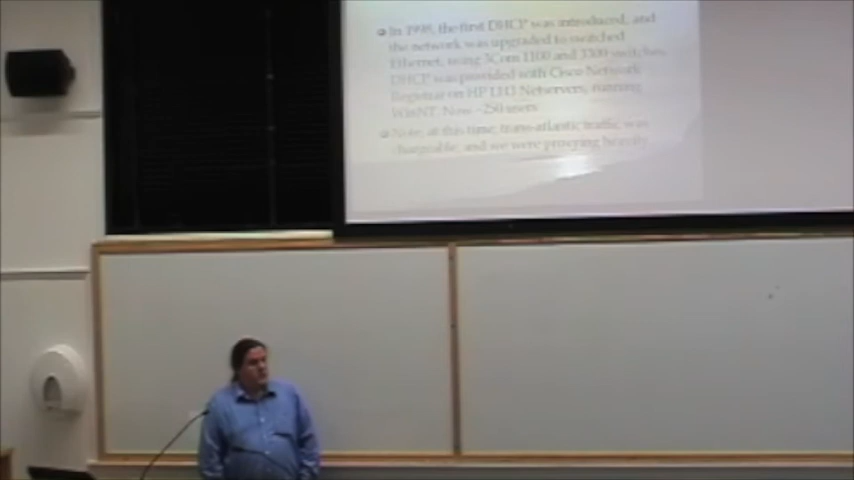 In 1998, the first DHCP was introduced, and
the network was upgraded to switched
Ethernet, using 3Com 1100 and 3300 switches.
DHCP was provided with Cisco Network
Registrar on HP Netservers, running
WinNT. Now ~250 users
Note, at this time, trans-atlantic traffic was
chargeable, and we were proxying heavily